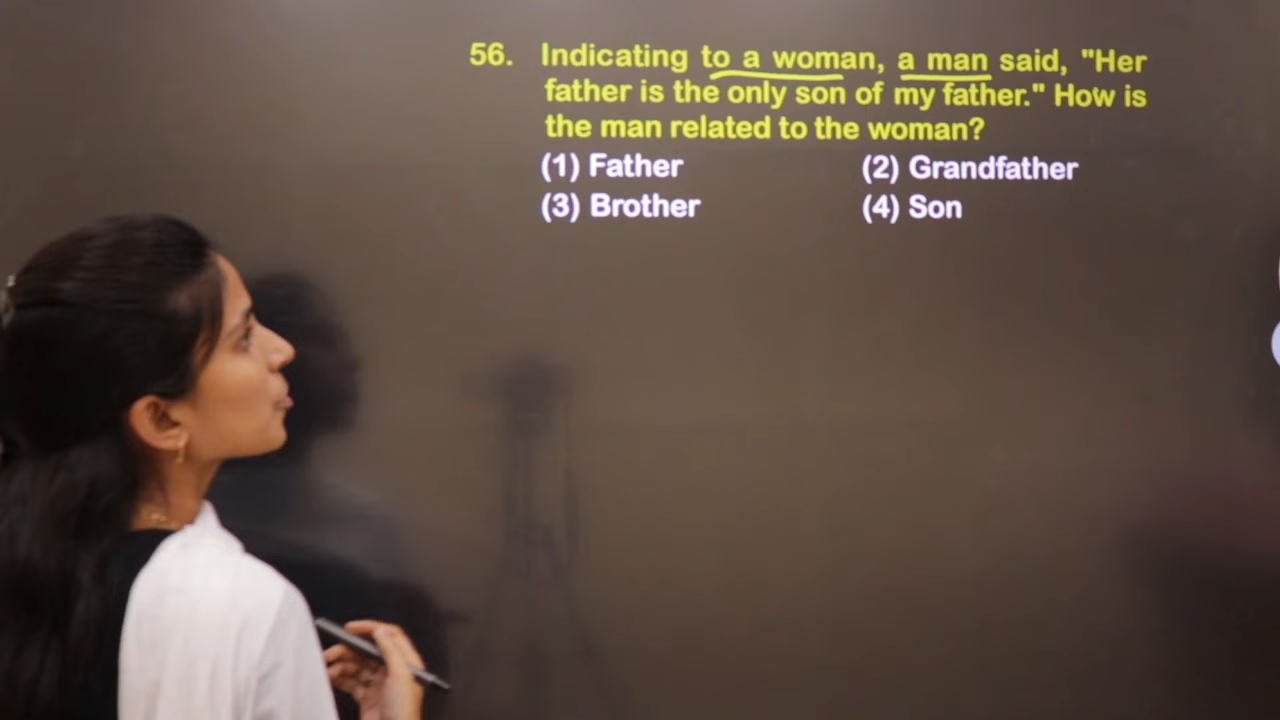 56. Indicating to a woman, a man said, "Her
father is the only son of my father." How is
the man related to the woman?
(1) Father (2) Grandfather
(3) Brother (4) Son